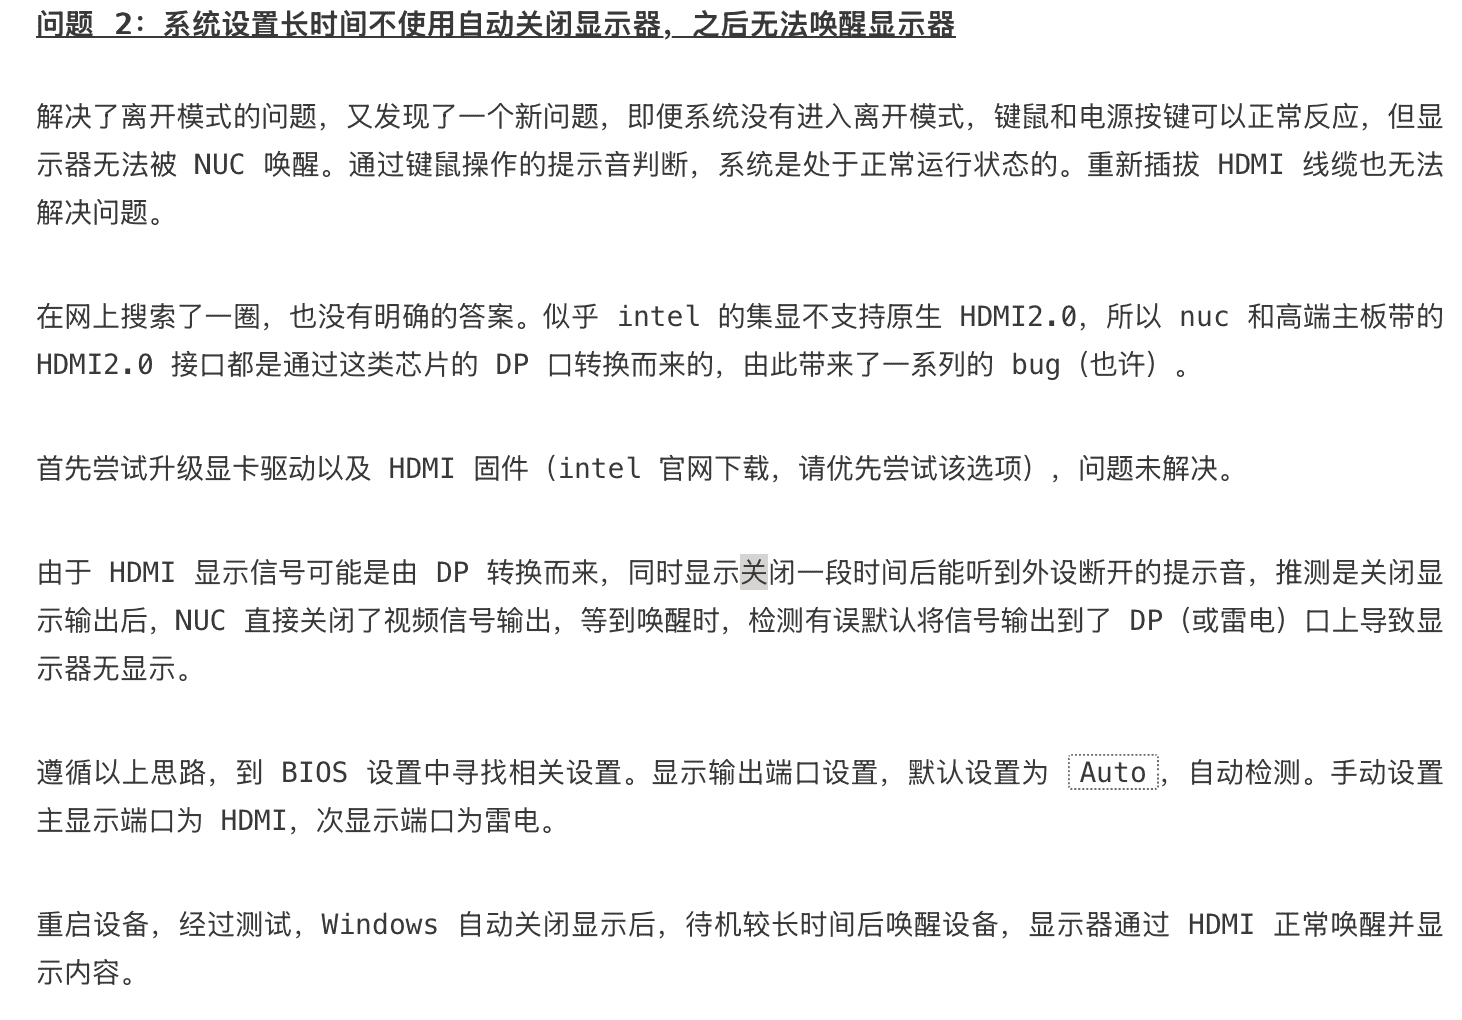 问题 2：系统设置长时间不使用自动关闭显示器，之后无法唤醒显示器
解决了离开模式的问题，又发现了一个新问题，即便系统没有进入离开模式，键鼠和电源按键可以正常反应，但显
示器无法被 NUC 唤醒。通过键鼠操作的提示音判断，系统是处于正常运行状态的。重新插拔 HDMI 线缆也无法
解决问题。
在网上搜索了一圈，也没有明确的答案。似乎 intel 的集显不支持原生 HDMI2.0，所以 nuc 和高端主板带的
HDMI2.0 接口都是通过这类芯片的 DP 口转换而来的，由此带来了一系列的 bug（也许）。
首先尝试升级显卡驱动以及 HDMI 固件（intel 官网下载，请优先尝试该选项），问题未解决。
由于 HDMI 显示信号可能是由 DP 转换而来，同时显示关闭一段时间后能听到外设断开的提示音，推测是关闭显
示输出后，NUC 直接关闭了视频信号输出，等到唤醒时，检测有误默认将信号输出到了 DP（或雷电）口上导致显
示器无显示。
遵循以上思路，到 BIOS 设置中寻找相关设置。显示输出端口设置，默认设置为 Auto，自动检测。手动设置
主显示端口为 HDMI，次显示端口为雷电。
重启设备，经过测试，Windows 自动关闭显示后，待机较长时间后唤醒设备，显示器通过 HDMI 正常唤醒并显
示内容。